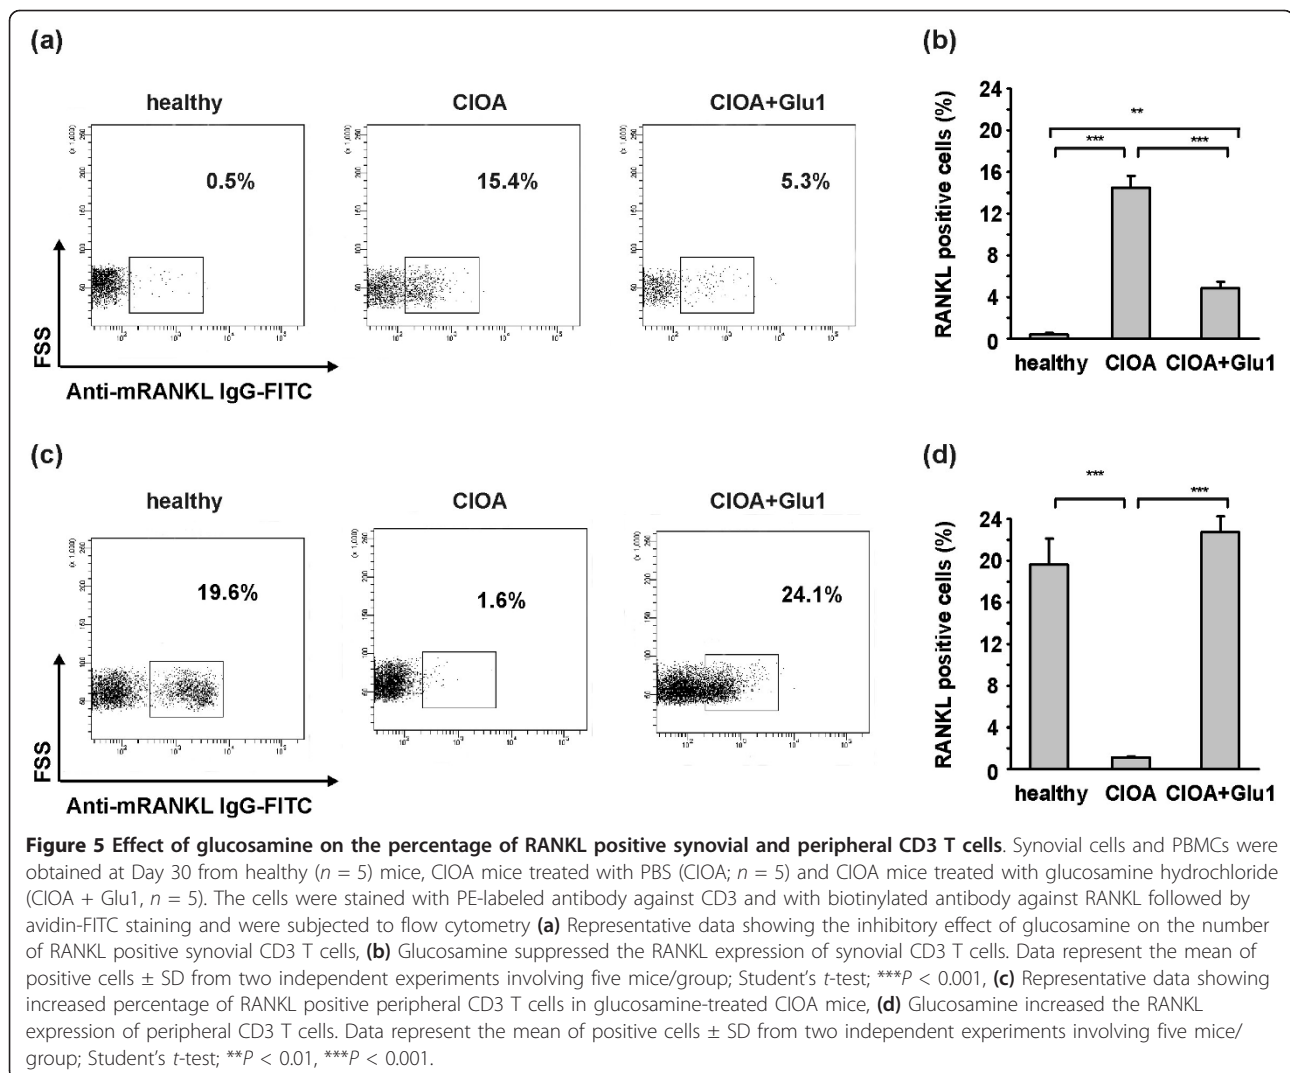 (a)
healthy
CIOA
CIOA+Glu1
0.5%
15.4%
5.3%
FSS
Anti-mRANKL IgG-FITC
(b)
RANKL positive cells (%)
24
20
16
12
8
4
0
**
*** ***
healthy CIOA CIOA+Glu1
(c)
healthy
CIOA
CIOA+Glu1
19.6%
1.6%
24.1%
FSS
Anti-mRANKL IgG-FITC
(d)
RANKL positive cells (%)
*** ***
24
20
16
12
8
4
0
healthy CIOA CIOA+Glu1
Figure 5 Effect of glucosamine on the percentage of RANKL positive synovial and peripheral CD3 T cells. Synovial cells and PBMCs were
obtained at Day 30 from healthy (n = 5) mice, CIOA mice treated with PBS (CIOA; n = 5) and CIOA mice treated with glucosamine hydrochloride
(CIOA + Glu1, n = 5). The cells were stained with PE-labeled antibody against CD3 and with biotinylated antibody against RANKL followed by
avidin-FITC staining and were subjected to flow cytometry (a) Representative data showing the inhibitory effect of glucosamine on the number
of RANKL positive synovial CD3 T cells, (b) Glucosamine suppressed the RANKL expression of synovial CD3 T cells. Data represent the mean of
positive cells ± SD from two independent experiments involving five mice/group; Student's t-test; ***P < 0.001, (c) Representative data showing
increased percentage of RANKL positive peripheral CD3 T cells in glucosamine-treated CIOA mice, (d) Glucosamine increased the RANKL
expression of peripheral CD3 T cells. Data represent the mean of positive cells ± SD from two independent experiments involving five mice/
group; Student's t-test; **P < 0.01, ***P < 0.001.